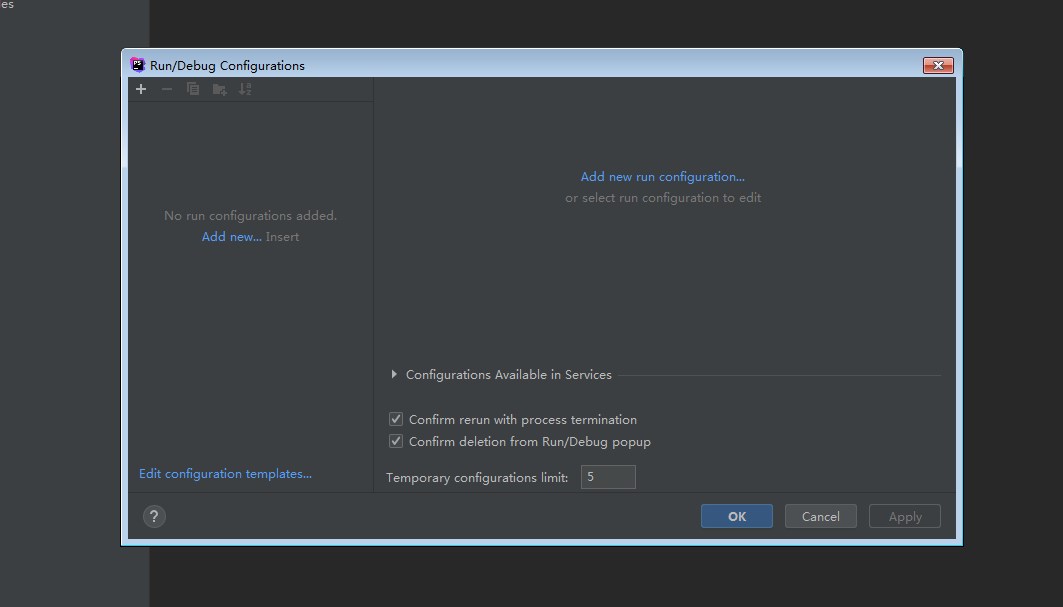 es
PS
Run/Debug Configurations
No run configurations added.
Add new... Insert
Edit configuration templates...
Add new run configuration...
or select run configuration to edit
Configurations Available in Services
Confirm rerun with process termination
Confirm deletion from Run/Debug popup
Temporary configurations limit: 5
?
OK Cancel Apply